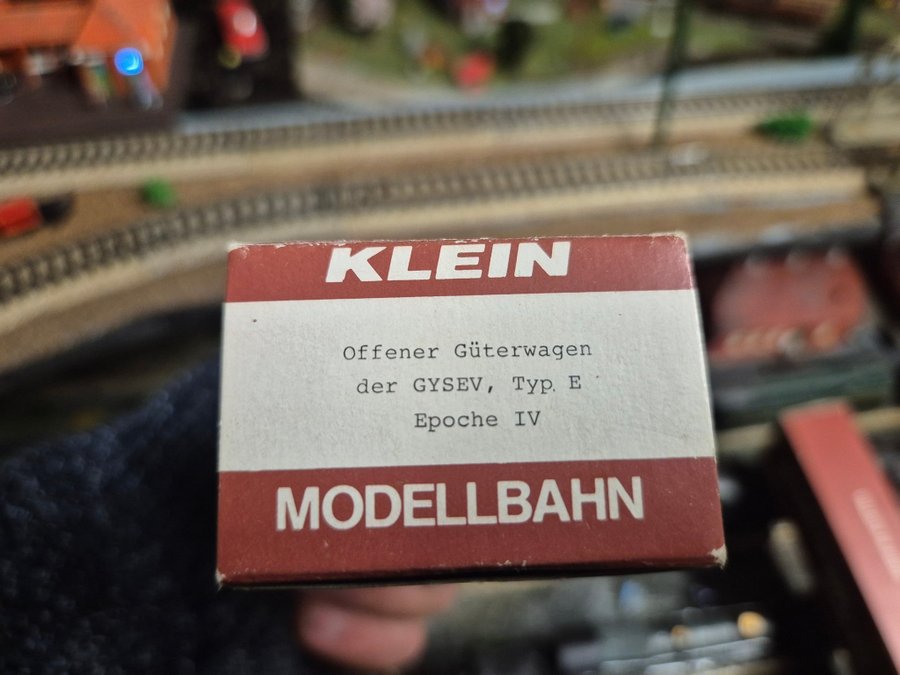 KLEIN
Offener Güterwagen
der GYSEV, Typ. E
Epoche IV
MODELLBAHN